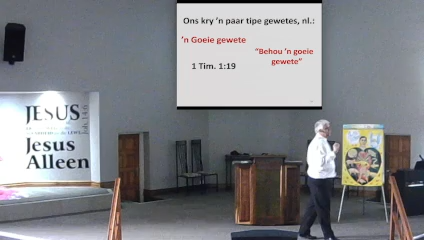 Ons kry 'n paar tipe gewetes, nl.:
'n Goeie gewete
"Behou 'n goeie
gewete"
1 Tim. 1:19
JESUS
Jesus
Alleen